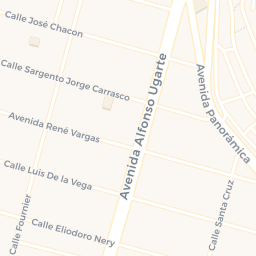 Calle José Chacon
Calle Sargento Jorge Carrasco
Avenida René Vargas
Calle Luis De la Vega
Calle Eliodoro Nery
Calle Fournier
Avenida Alfonso Ugarte
Avenida Panorámica
Calle Santa Cruz